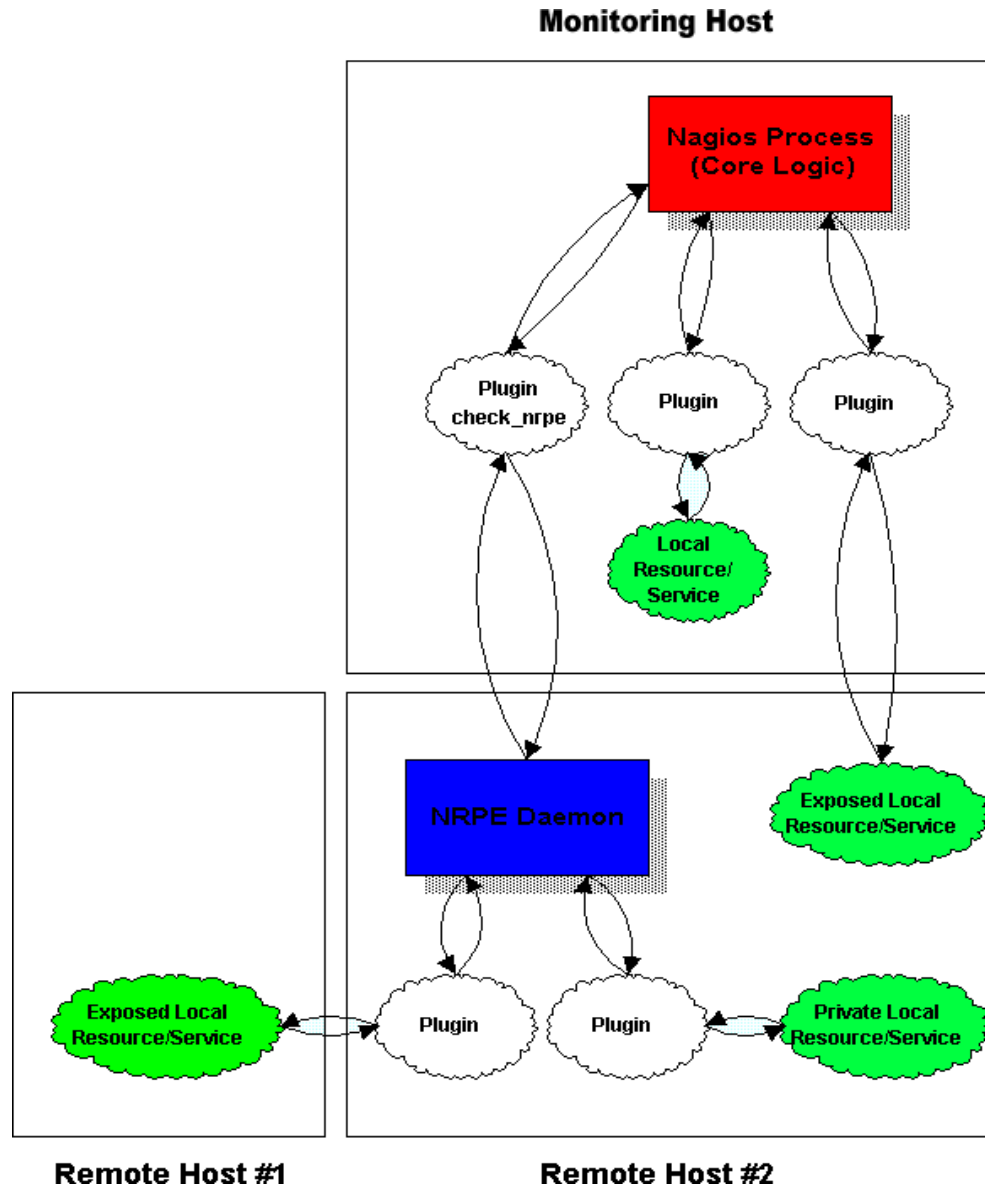 Monitoring Host
Nagios Process
(Core Logic)
Plugin
check_nrpe
Plugin
Plugin
Local
Resource/
Service
NRPE Daemon
Exposed Local
Resource/Service
Exposed Local
Resource/Service
Plugin
Plugin
Private Local
Resource/Service
Remote Host #1
Remote Host #2